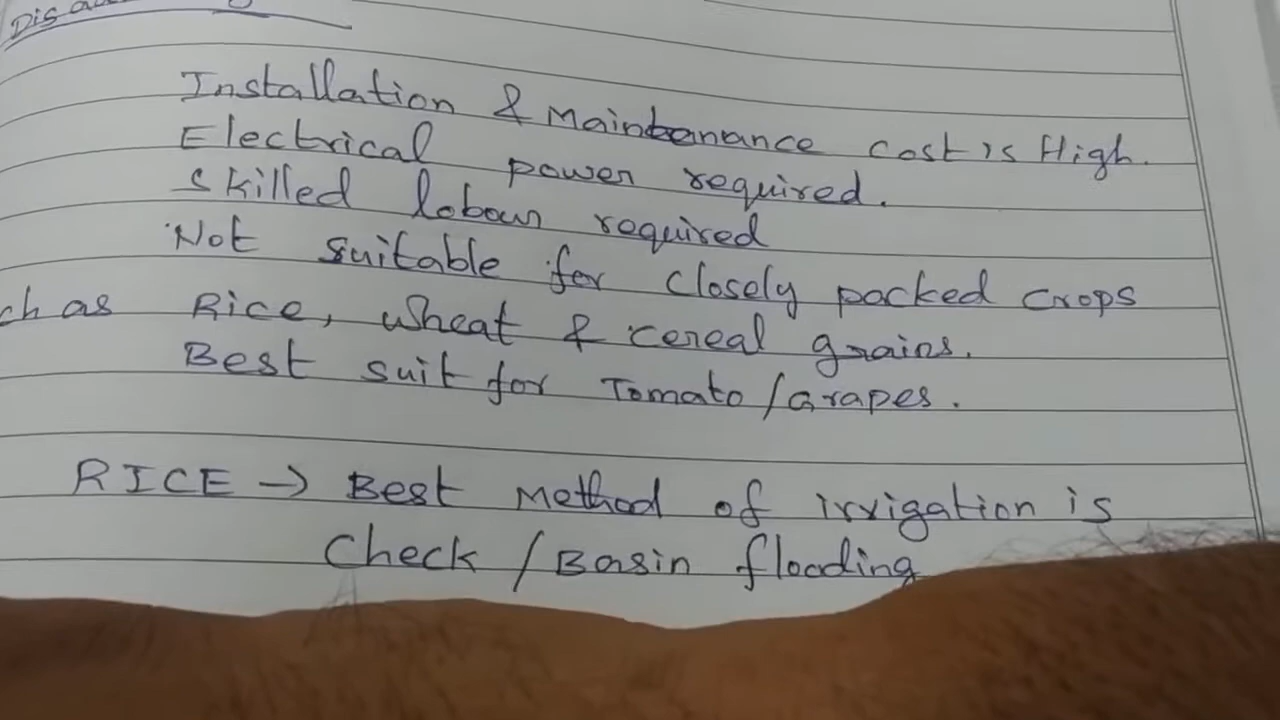 Installation & Maintenance cost is High.
Electrical power required.
Skilled labour required
Not suitable for closely packed crops
ch as Rice, wheat & cereal grains.
Best suit for Tomato/Grapes.
RICE → Best Method of irrigation is
Check / Basin flooding